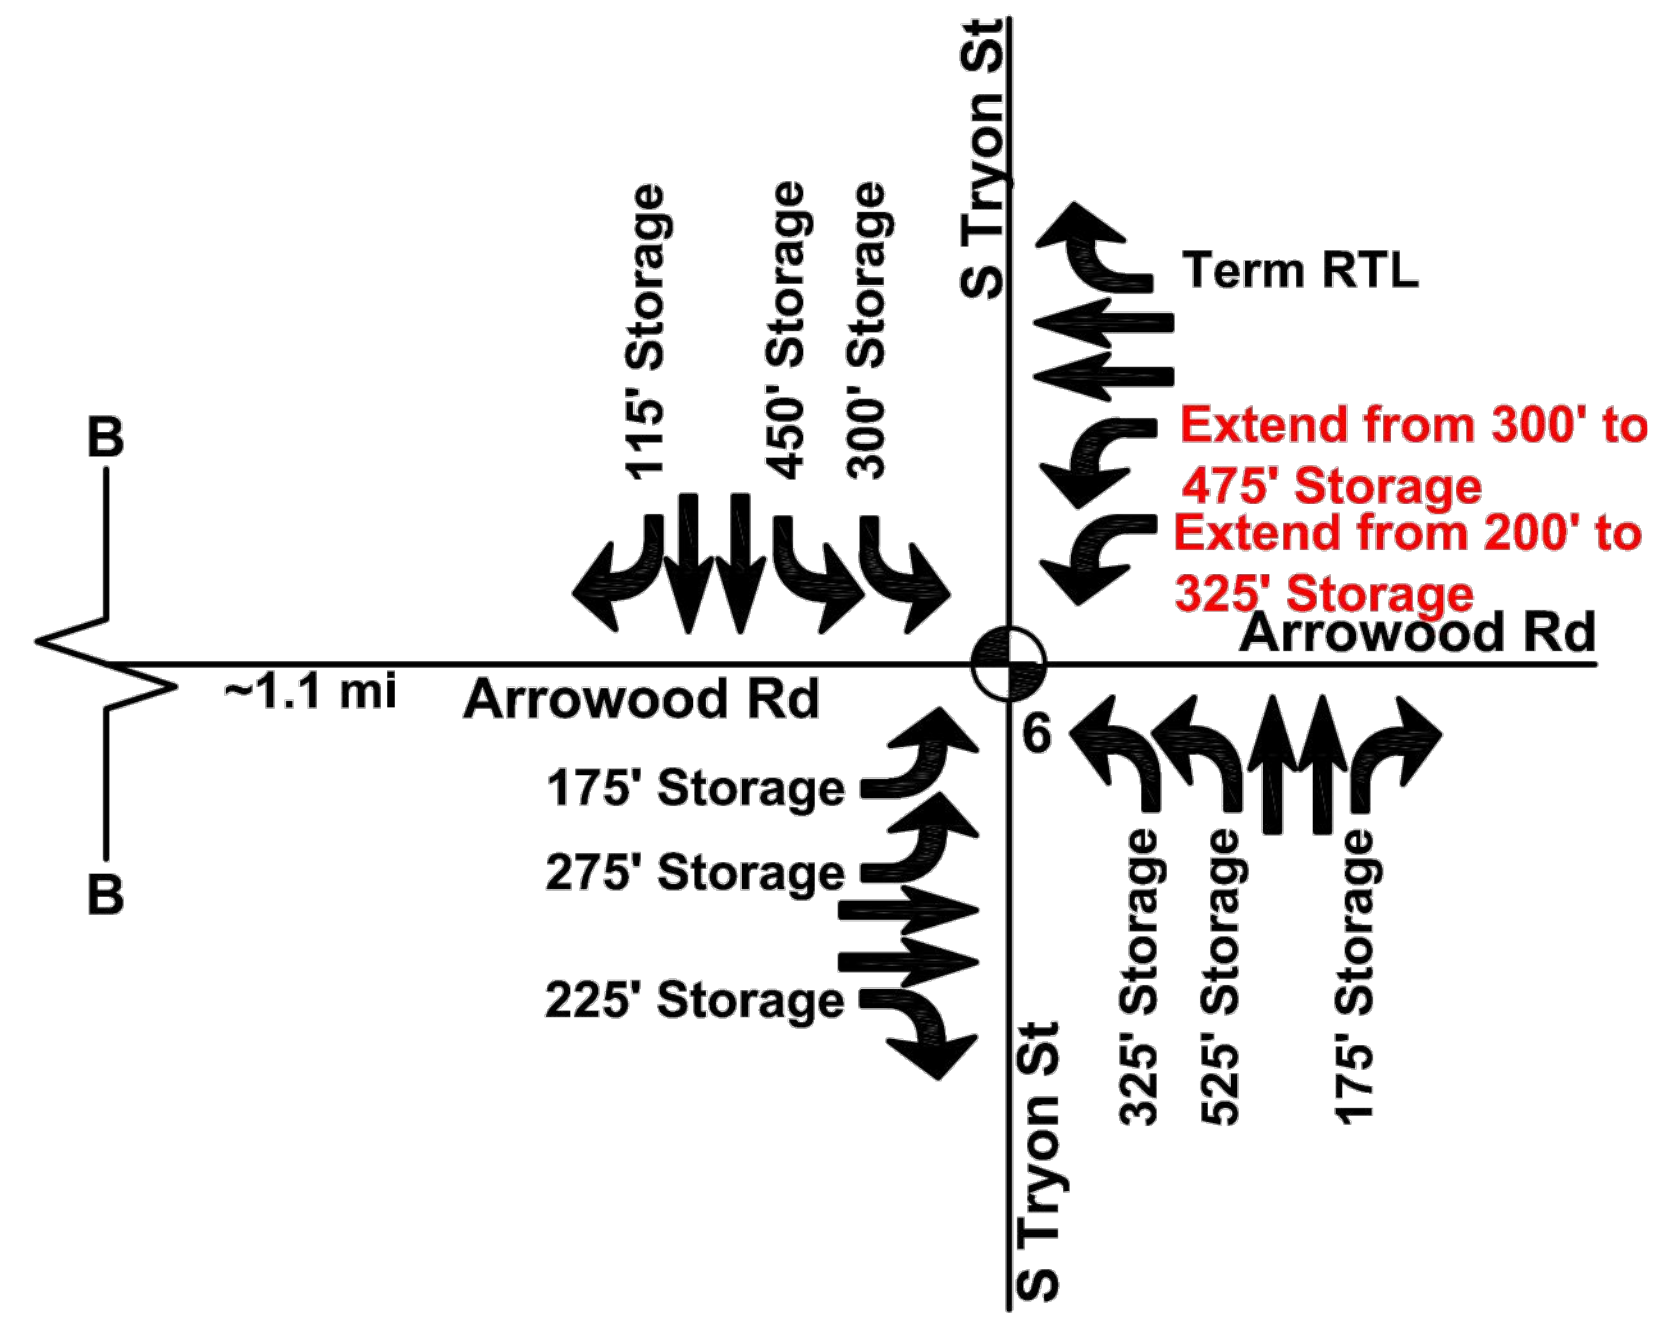 S Tryon St
115' Storage
450' Storage
300' Storage
Term RTL
Extend from 300' to
475' Storage
Extend from 200' to
325' Storage
Arrowood Rd
B
~1.1 mi
Arrowood Rd
6
175' Storage
275' Storage
225' Storage
B
325' Storage
525' Storage
175' Storage
S Tryon St